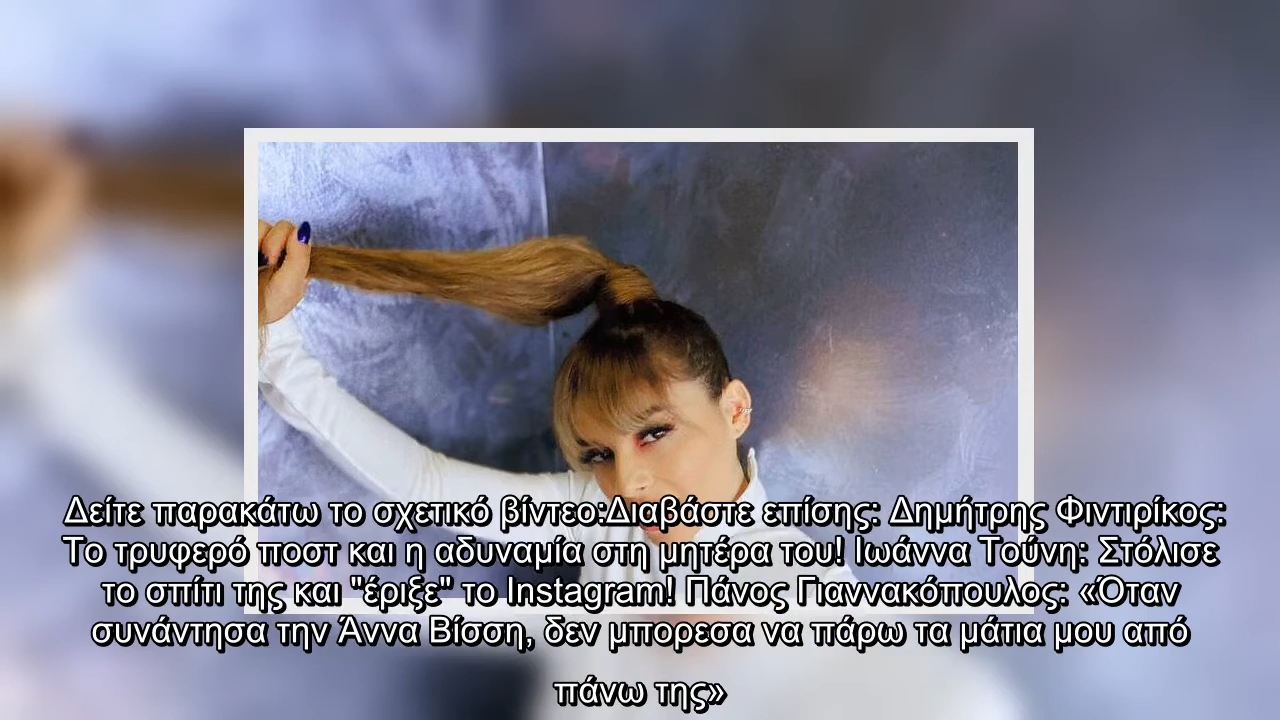 Δείτε παρακάτω το σχετικό βίντεο:Διαβάστε επίσης: Δημήτρης Φιντιρίκος:
Το τρυφερό ποστ και η αδυναμία στη μητέρα του! Ιωάννα Τούνη: Στόλισε
το σπίτι της και "έριξε" το Instagram! Πάνος Γιαννακόπουλος: «Όταν
συνάντησα την Άννα Βίσση, δεν μπορεσα να πάρω τα μάτια μου από
πάνω της»